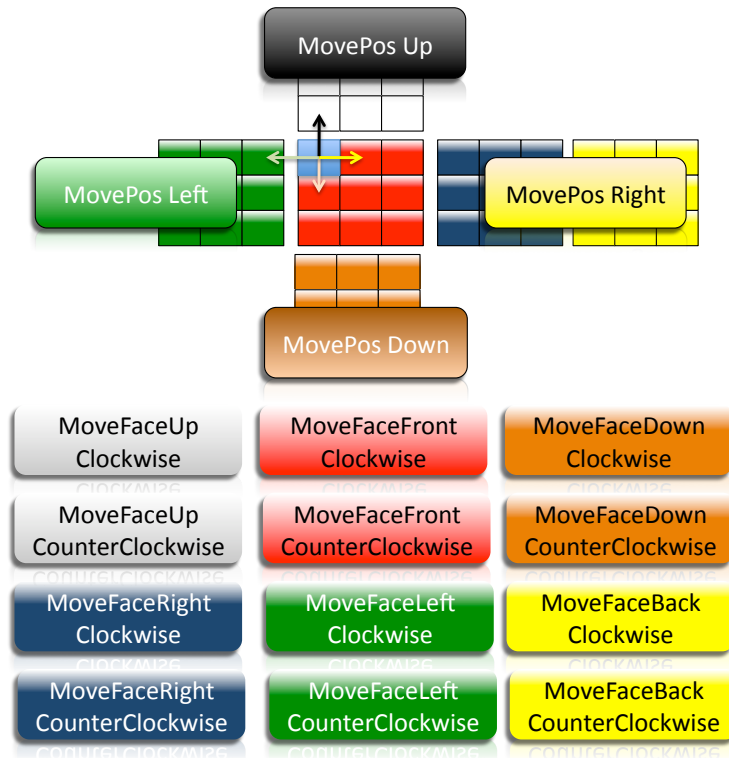 MovePos Up
MovePos Left
MovePos Right
MovePos Down
MoveFaceUp
Clockwise
MoveFaceFront
Clockwise
MoveFaceDown
Clockwise
MoveFaceUp
CounterClockwise
MoveFaceFront
CounterClockwise
MoveFaceDown
CounterClockwise
MoveFaceRight
Clockwise
MoveFaceLeft
Clockwise
MoveFaceBack
Clockwise
MoveFaceRight
CounterClockwise
MoveFaceLeft
CounterClockwise
MoveFaceBack
CounterClockwise